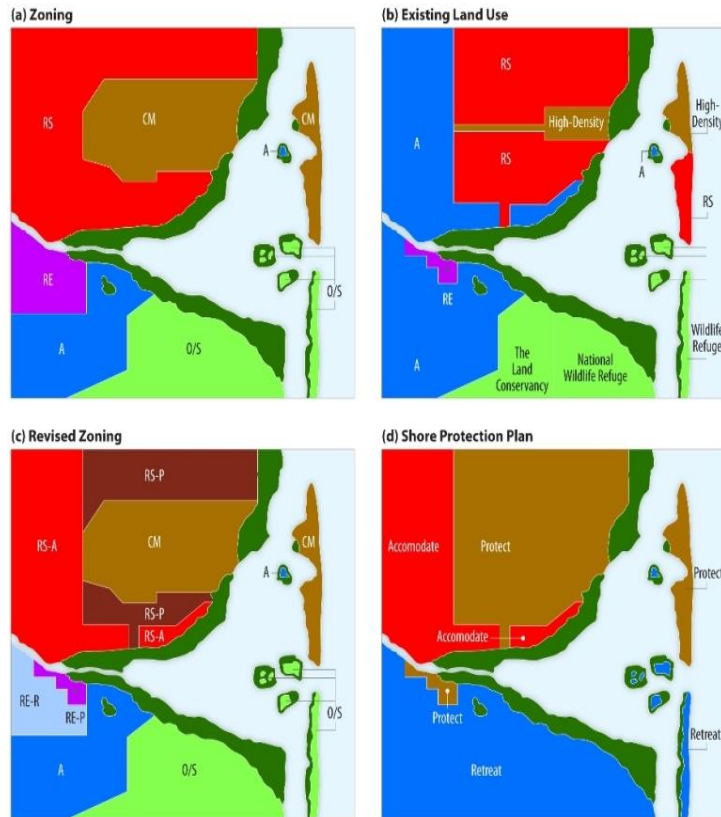 (a) Zoning
RS
CM
CM
A
RE
O/S
A
O/S
(b) Existing Land Use
RS
High-Density
High-
Density
A
RS
A
RS
RE
A
The Land
Conservancy
National
Wildlife Refuge
Wildlife
Refuge
(c) Revised Zoning
RS-P
RS-A
CM
CM
A
RS-P
RS-A
RE-R
RE-P
O/S
A
O/S
(d) Shore Protection Plan
Accomodate
Protect
Protect
Accomodate
Protect
Retreat
Retreat